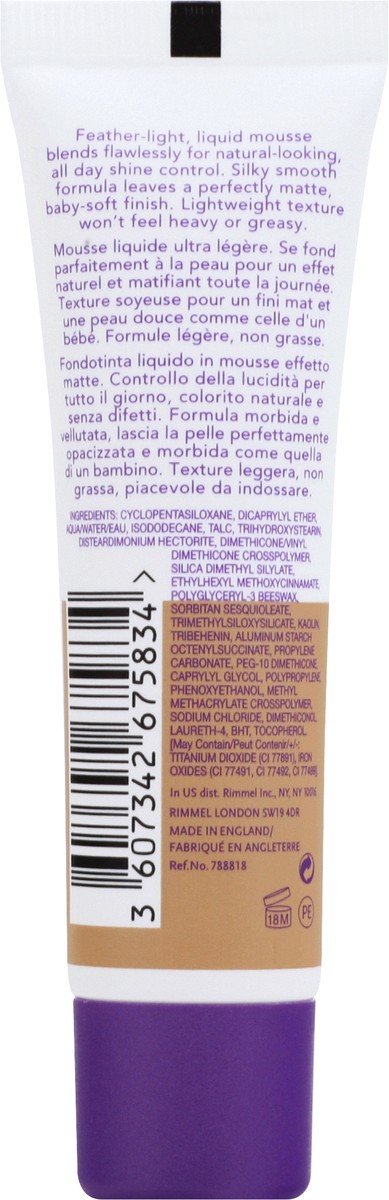 Feather-light, liquid mousse
blends flawlessly for natural-looking,
all day shine control. Silky smooth
formula leaves a perfectly matte,
baby-soft finish. Lightweight texture
won't feel heavy or greasy.
Mousse liquide ultra légère. Se fond
parfaitement à la peau pour un effet
naturel et matifiant toute la journée.
Texture soyeuse pour un fini mat et
une peau douce comme celle d'un
bébé. Formule légère, non grasse.
Fondotinta liquido in mousse effetto
matte. Controllo della lucidità per
tutto il giorno, colorito naturale e
senza difetti. Formula morbida e
vellutata, lascia la pelle perfettamente
opacizzata e morbida come quella
di un bambino. Texture leggera, non
grassa, piacevole da indossare.
INGREDIENTS: CYCLOPENTASILOXANE, DICAPRYLYL ETHER,
AQUA/WATER/EAU, ISODODECANE, TALC, TRIHYDROXYSTEARIN,
DISTEARDIMONIUM HECTORITE, DIMETHICONE/VINYL
DIMETHICONE CROSSPOLYMER,
SILICA DIMETHYL SILYLATE,
ETHYLHEXYL METHOXYCINNAMATE,
POLYGLYCERYL-3 BEESWAX,
SORBITAN SESQUIOLEATE,
TRIMETHYLSILOXYSILICATE, KAOLIN,
TRIBEHENIN, ALUMINUM STARCH
OCTENYLSUCCINATE, PROPYLENE
CARBONATE, PEG-10 DIMETHICONE,
CAPRYLYL GLYCOL, POLYPROPYLENE,
PHENOXYETHANOL, METHYL
METHACRYLATE CROSSPOLYMER,
SODIUM CHLORIDE, DIMETHICONOL,
LAURETH-4, BHT, TOCOPHEROL.
[May Contain/Peut Contenir/+/-:
TITANIUM DIOXIDE (CI 77891), IRON
OXIDES (CI 77491, CI 77492, CI 77499)].
In US dist. Rimmel Inc., NY, NY 10016.
RIMMEL LONDON SW19 4DR
MADE IN ENGLAND/
FABRIQUÉ EN ANGLETERRE
Ref.No. 788818
3 607342 675834 >
18M
PE